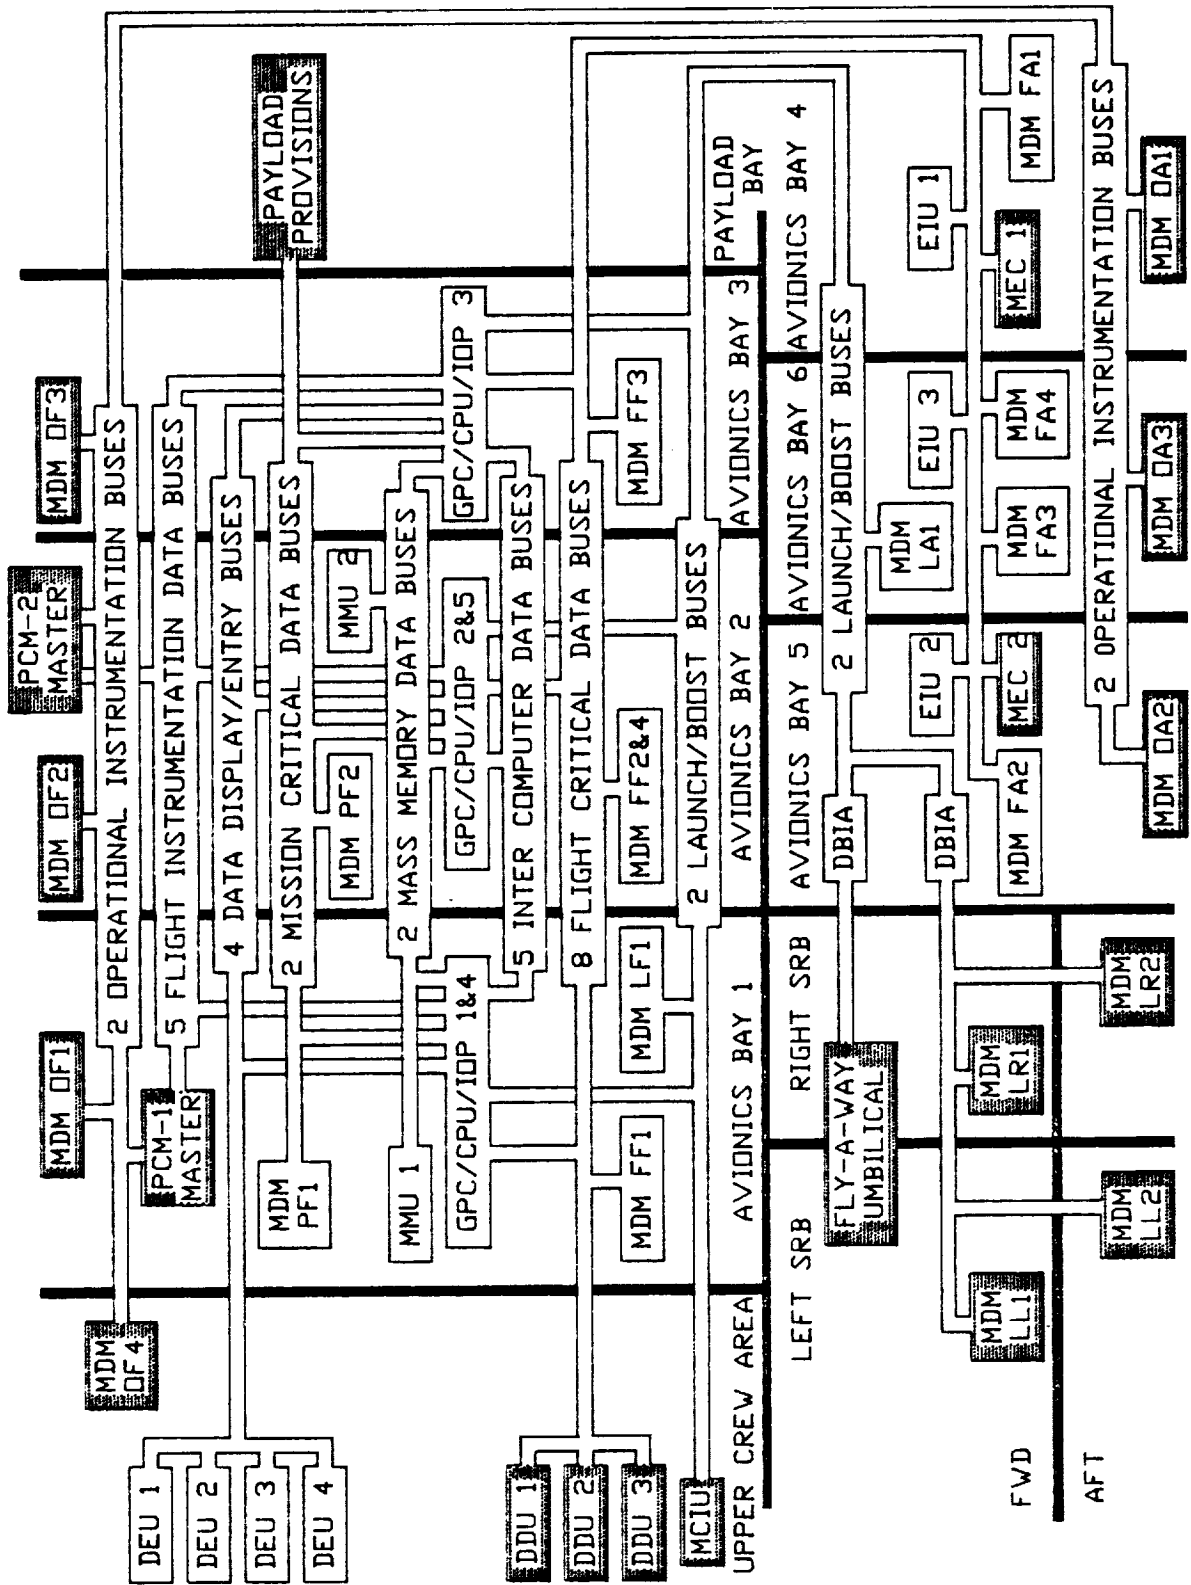 MDM OF4
MDM OF1
MDM OF2
PCM-2
MASTER
MDM OF3
2 OPERATIONAL INSTRUMENTATION BUSES
PCM-1
MASTER
5 FLIGHT INSTRUMENTATION DATA BUSES
DEU 1
DEU 2
DEU 3
DEU 4
4 DATA DISPLAY/ENTRY BUSES
PAYLOAD
PROVISIONS
MDM
PF1
2 MISSION CRITICAL DATA BUSES
MDM PF2
MMU 2
MMU 1
2 MASS MEMORY DATA BUSES
GPC/CPU/IOP 1&4
GPC/CPU/IOP 2&5
GPC/CPU/IOP 3
5 INTER COMPUTER DATA BUSES
DDU 1
DDU 2
DDU 3
8 FLIGHT CRITICAL DATA BUSES
MDM FF1
MDM LF1
MDM FF2&4
MDM FF3
MCIU
2 LAUNCH/BOOST BUSES
UPPER CREW AREA
AVIONICS BAY 1
AVIONICS BAY 2
AVIONICS BAY 3
PAYLOAD
BAY
LEFT SRB
RIGHT SRB
AVIONICS BAY 5
AVIONICS BAY 6
AVIONICS BAY 4
FLY-A-WAY
UMBILICAL
DBIA
2 LAUNCH/BOOST BUSES
MDM
LA1
EIU 2
EIU 3
EIU 1
DBIA
MDM
LL1
MDM
LR1
MDM FA2
MEC 2
MDM
FA3
MDM
FA4
MEC 1
MDM FA1
FWD
AFT
MDM
LL2
MDM
LR2
2 OPERATIONAL INSTRUMENTATION BUSES
MDM OA2
MDM OA3
MDM OA1